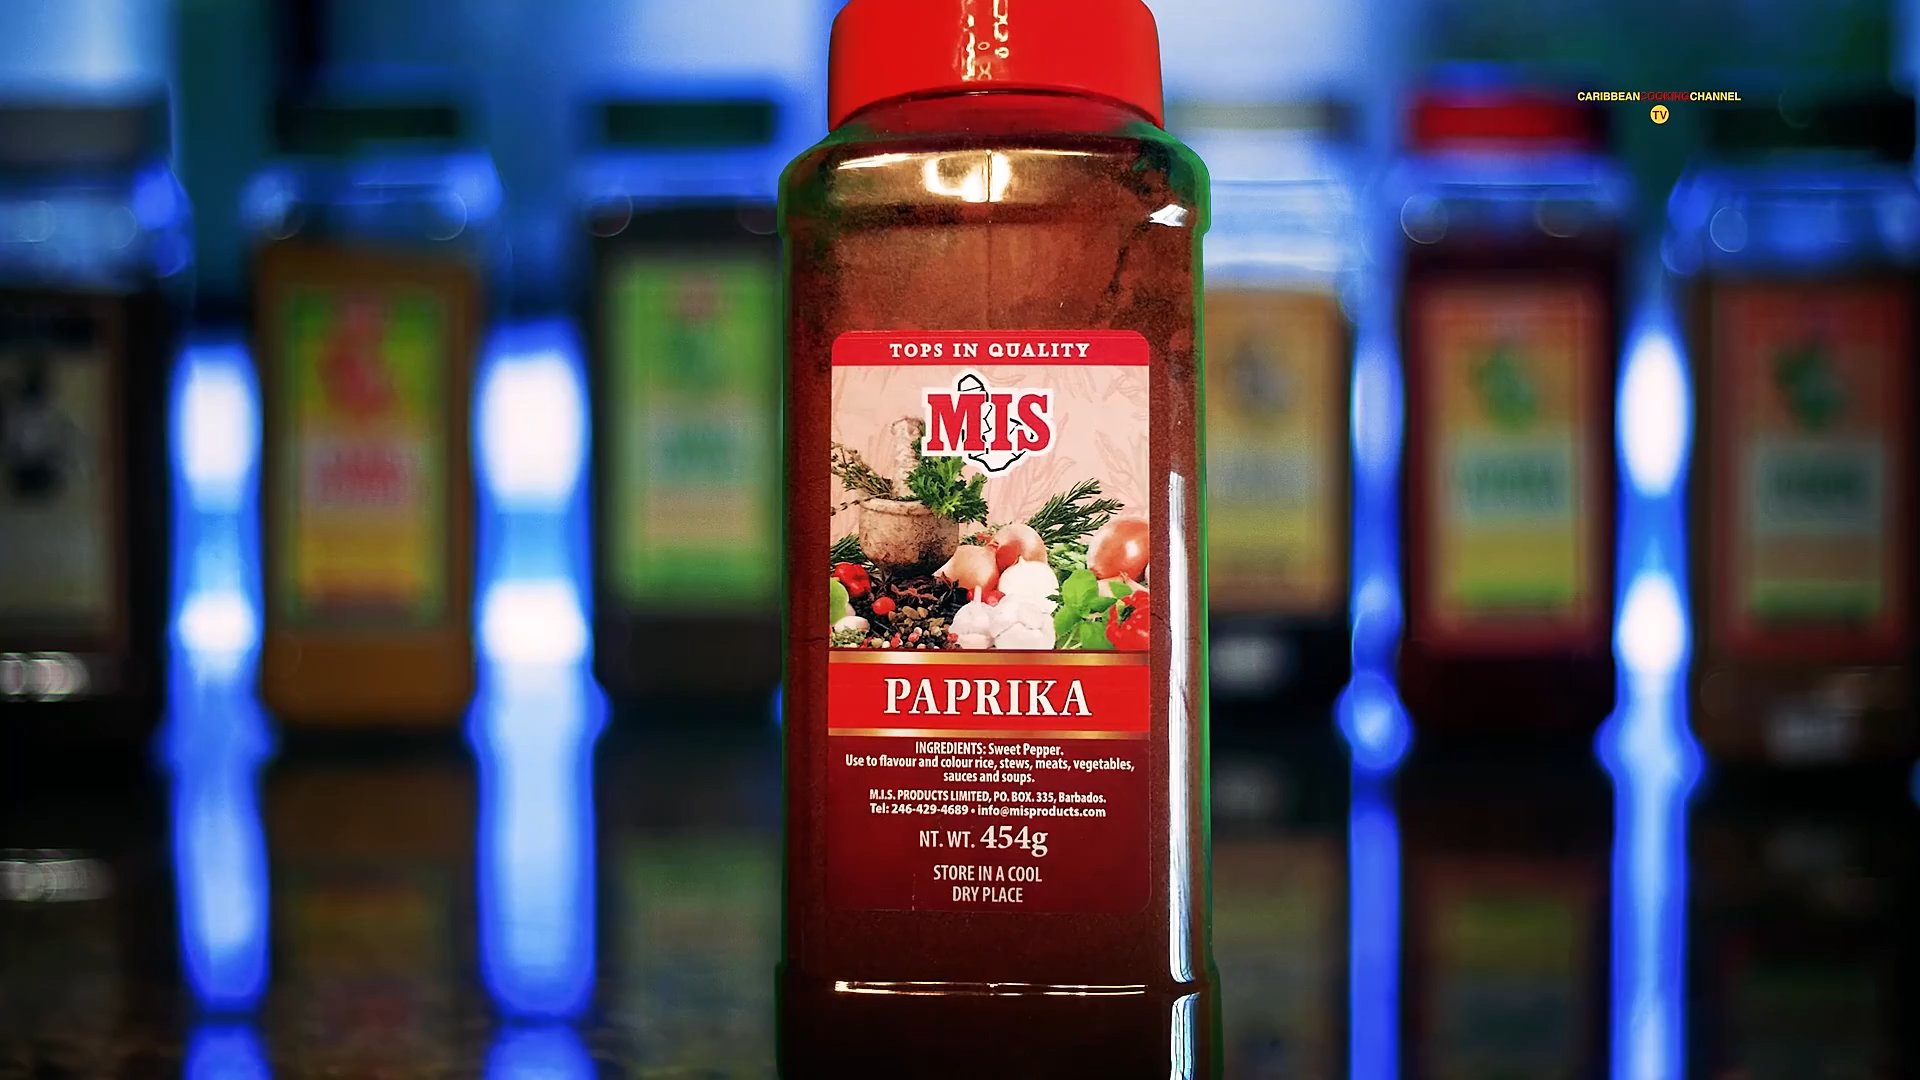 CARIBBEANCOOKINGCHANNEL
TV
TOPS IN QUALITY
MIS
PAPRIKA
INGREDIENTS: Sweet Pepper.
Use to flavour and colour rice, stews, meats, vegetables,
sauces and soups.
M.I.S. PRODUCTS LIMITED, PO. BOX. 335, Barbados.
Tel: 246-429-4689 • info@misproducts.com
NT. WT. 454g
STORE IN A COOL
DRY PLACE